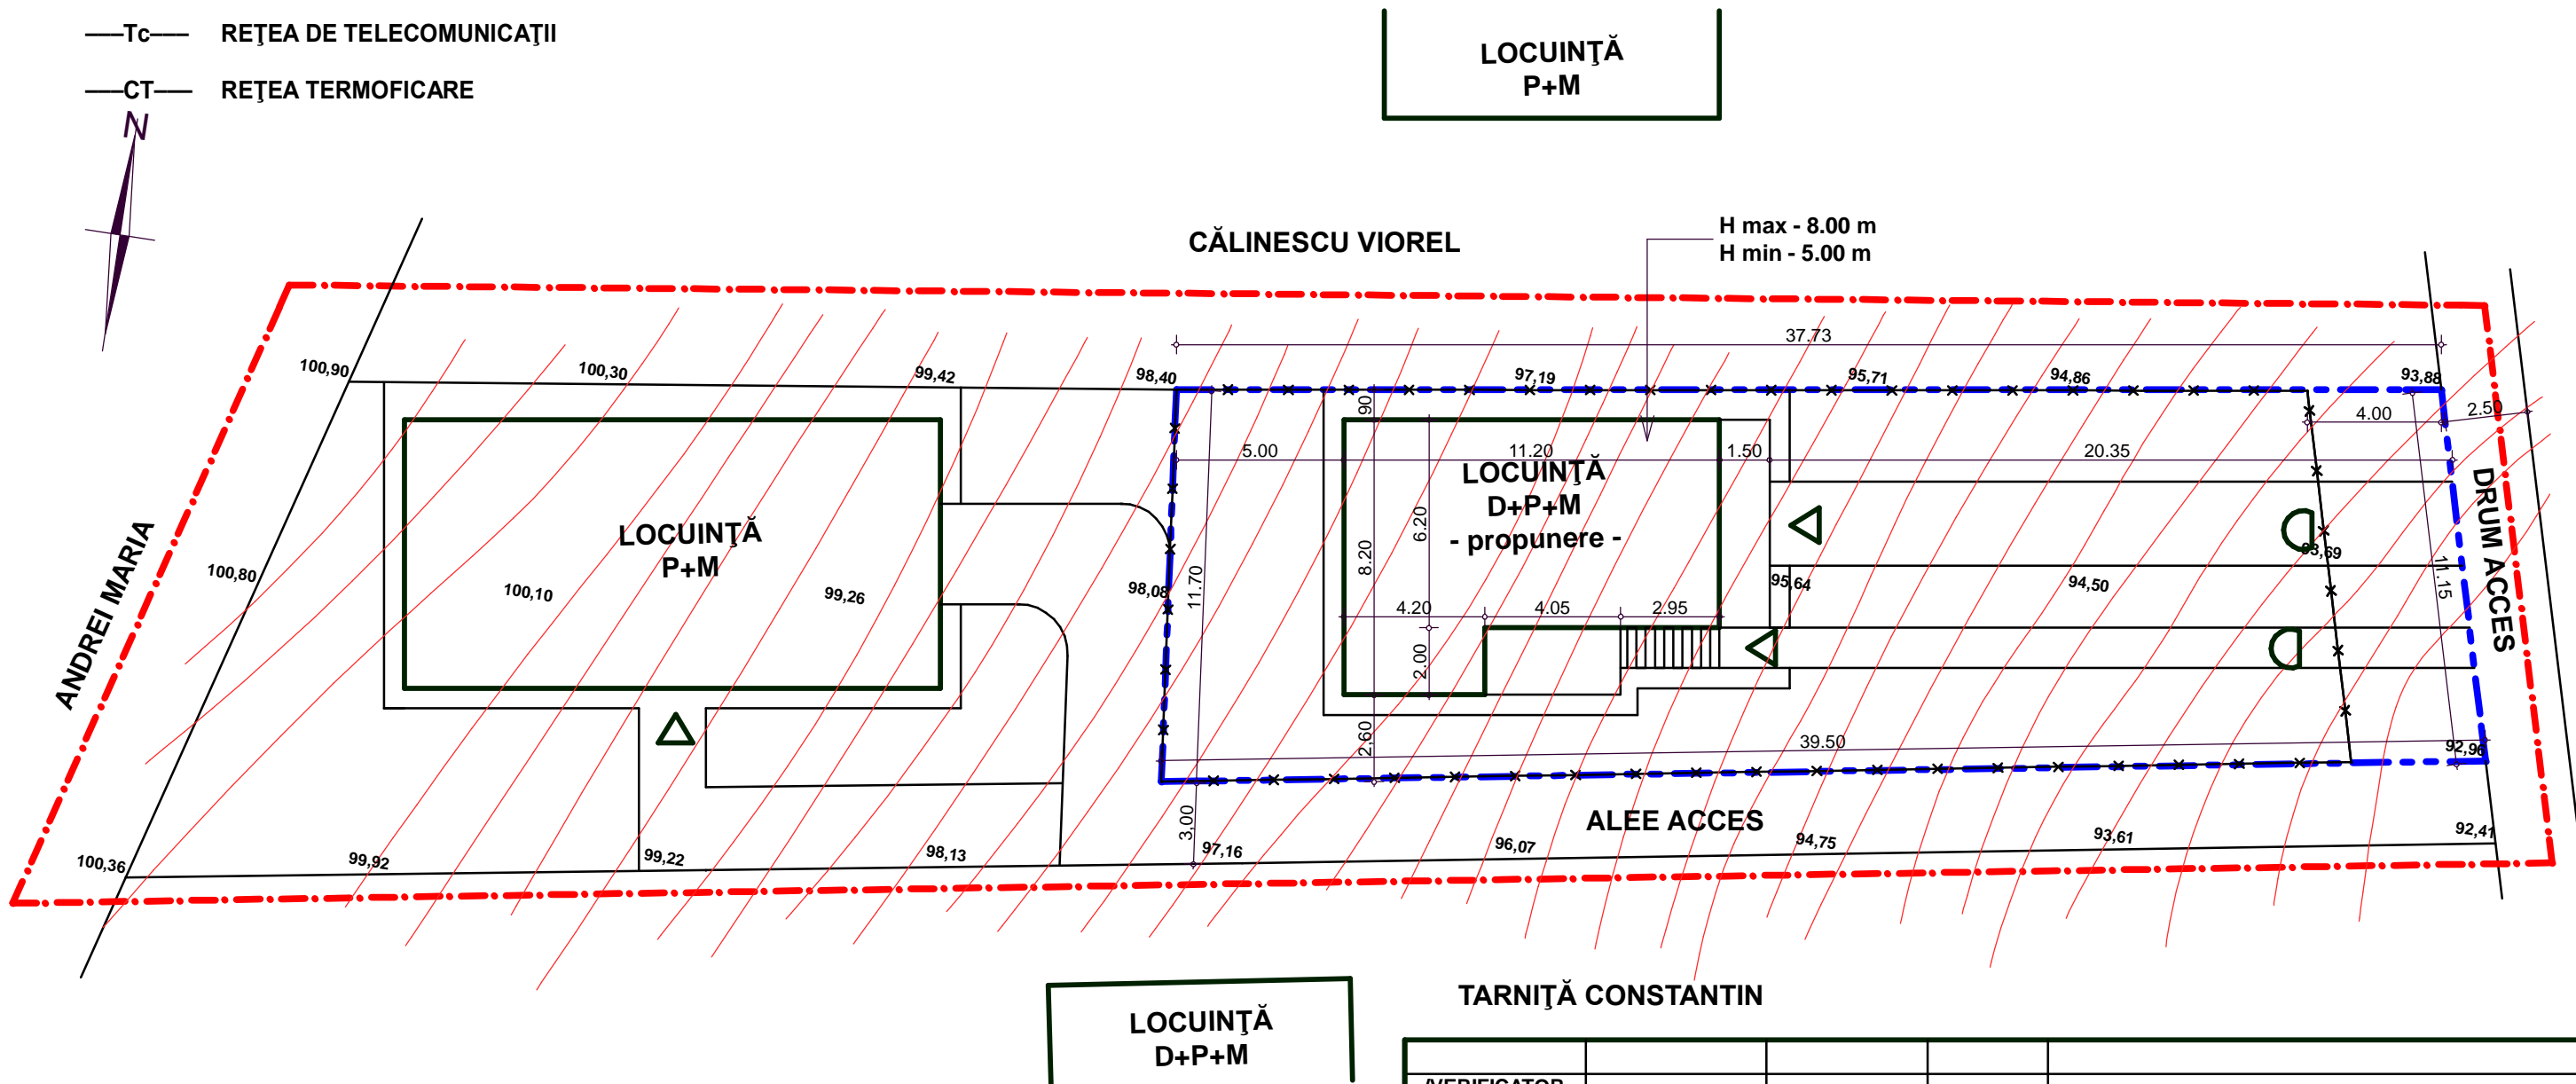 —Tc— REŢEA DE TELECOMUNICAŢII
—CT— REŢEA TERMOFICARE
N
LOCUINŢĂ
P+M
CĂLINESCU VIOREL
H max - 8.00 m
H min - 5.00 m
37.73
100,90
100,30
99,42
98,40
97,19
95,71
94,86
93,88
90
4.00
2.50
5.00
11.20
1.50
20.35
LOCUINŢĂ
D+P+M
- propunere -
LOCUINŢĂ
P+M
6.20
8.20
11.70
11.15
DRUM ACCES
ANDREI MARIA
100,80
100,10
99,26
98,08
95,64
94,50
93,69
4.20
4.05
2.95
2.00
2,60
39.50
92,96
3,00
ALEE ACCES
100,36
99,92
99,22
98,13
97,16
96,07
94,75
93,61
92,41
TARNIŢĂ CONSTANTIN
LOCUINŢĂ
D+P+M